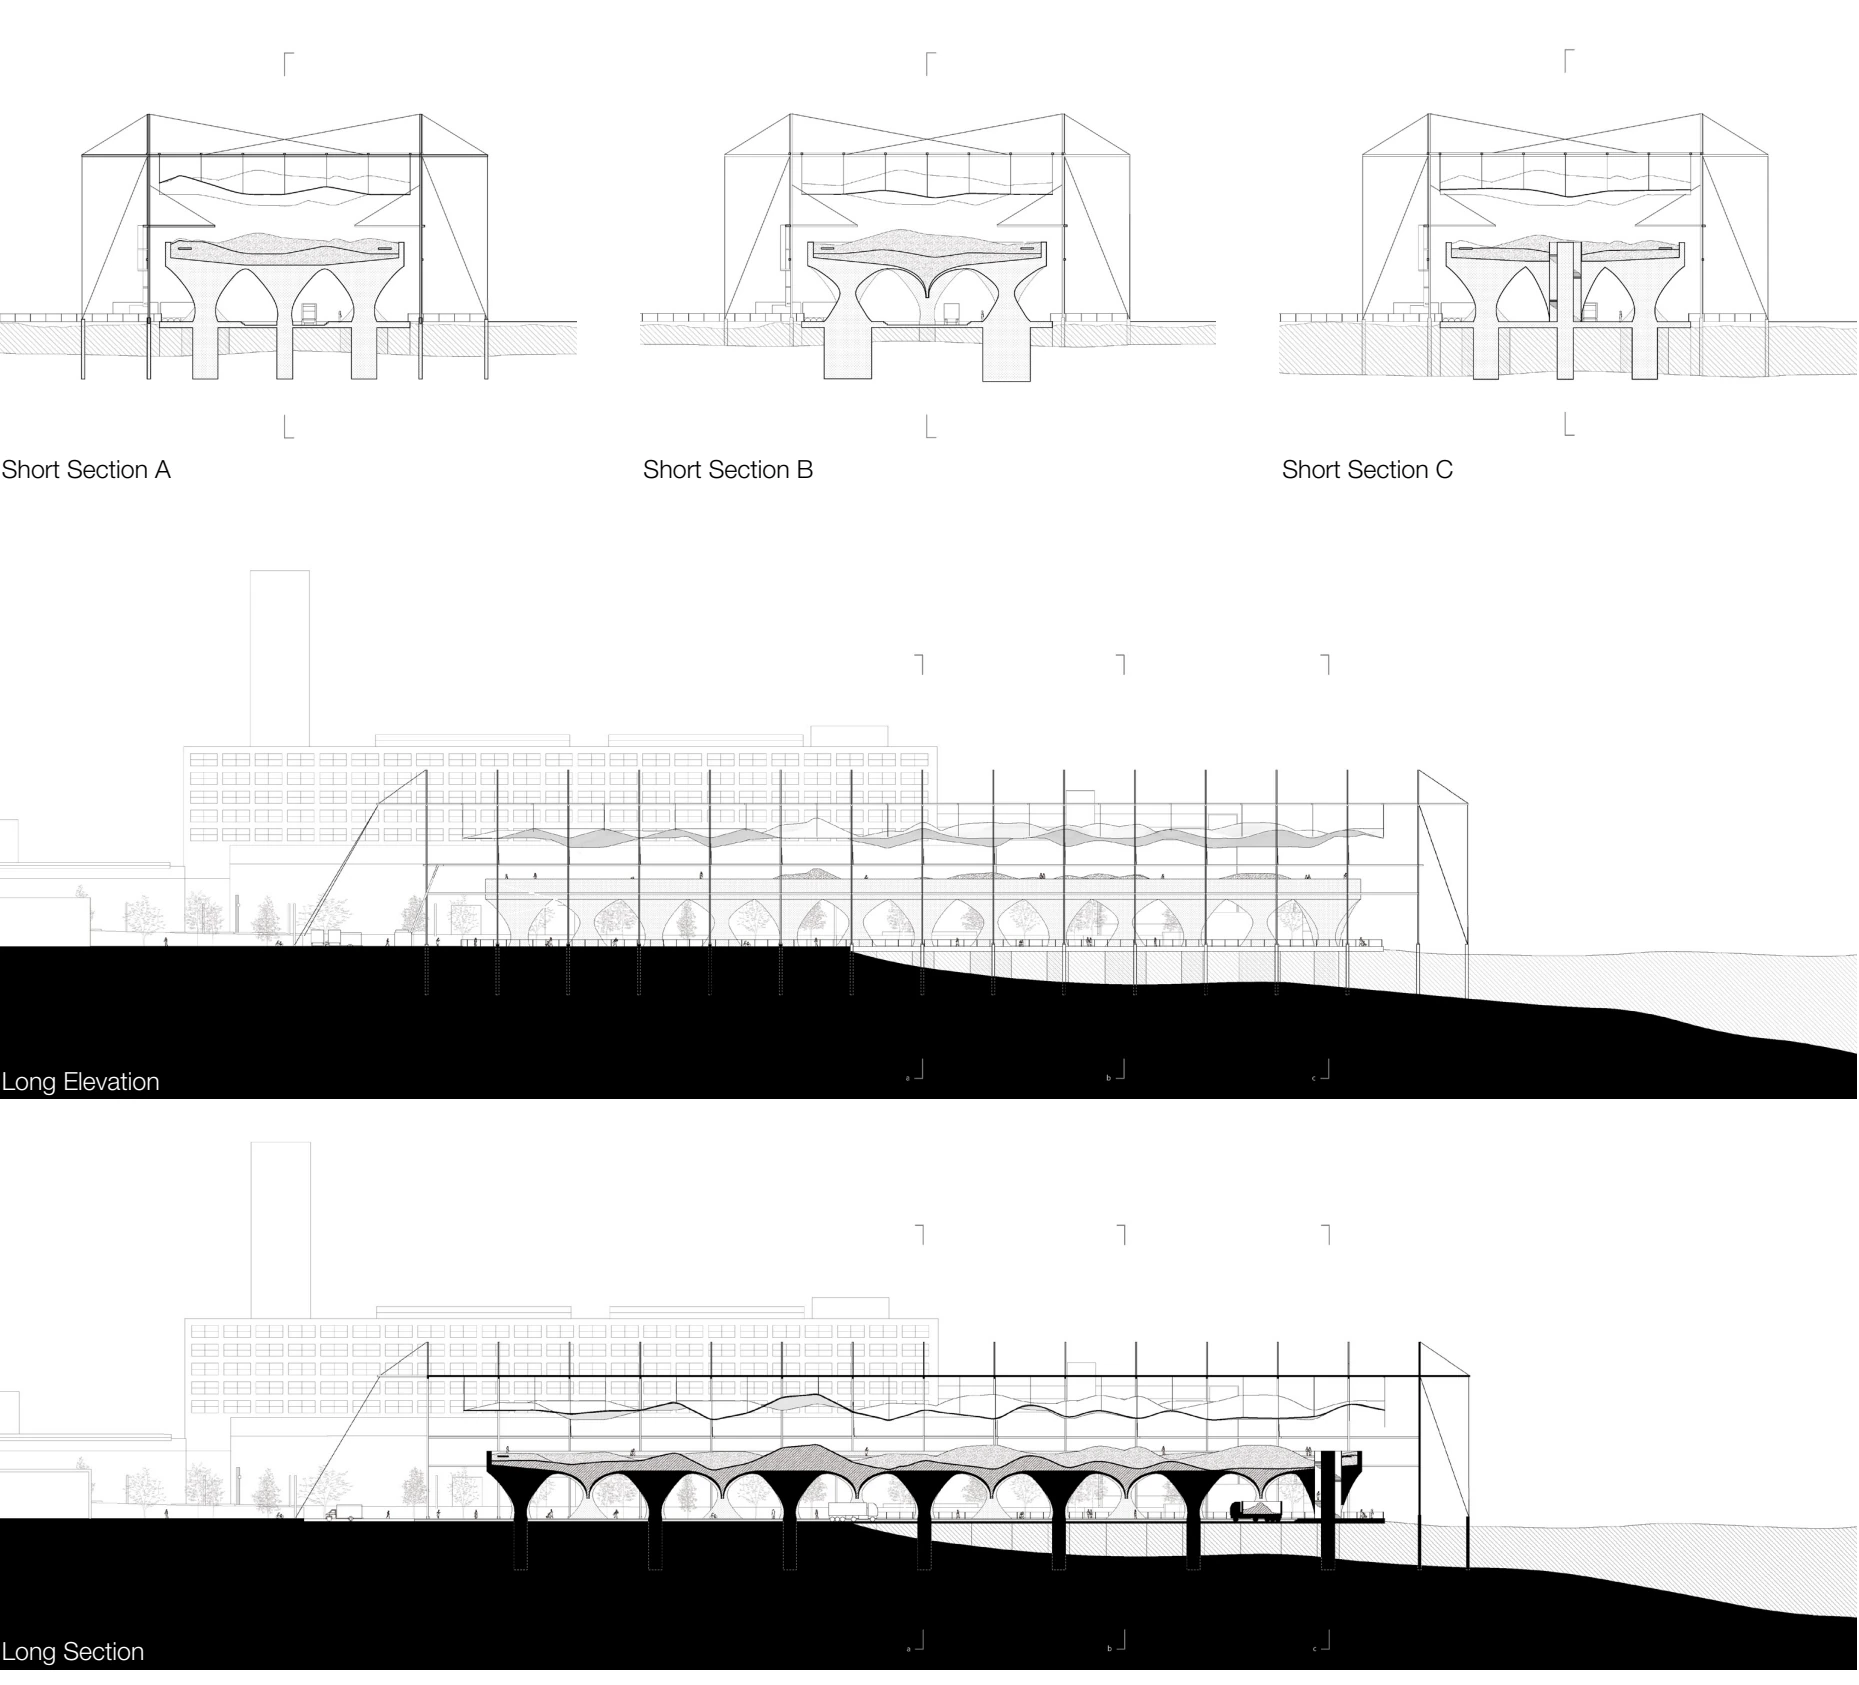 Short Section A
Short Section B
Short Section C
a
b
c
Long Elevation
a
b
c
Long Section